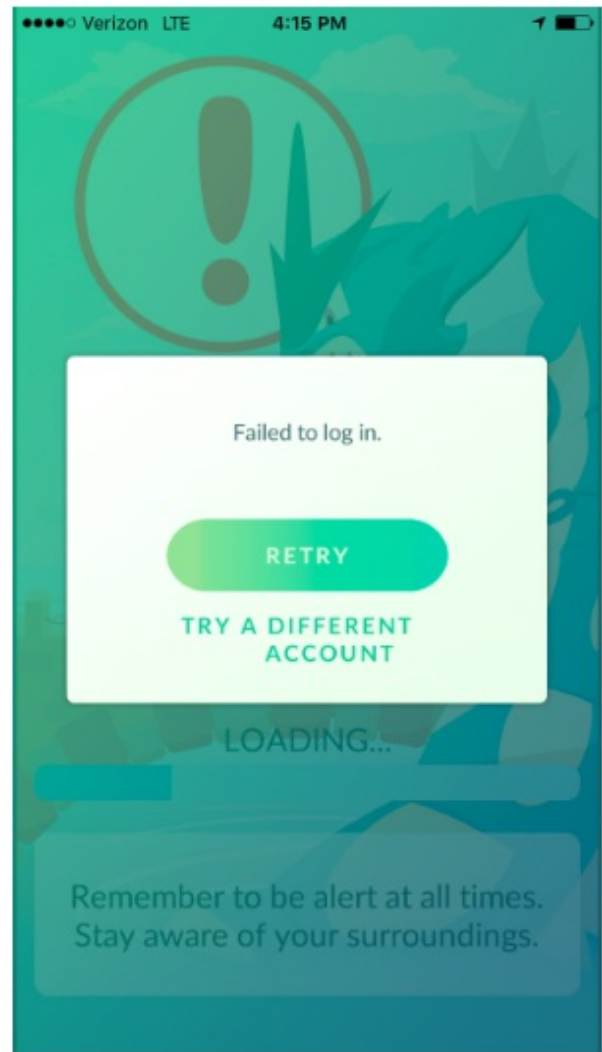 Verizon LTE 4:15 PM
Failed to log in.
RETRY
TRY A DIFFERENT
ACCOUNT
LOADING...
Remember to be alert at all times.
Stay aware of your surroundings.